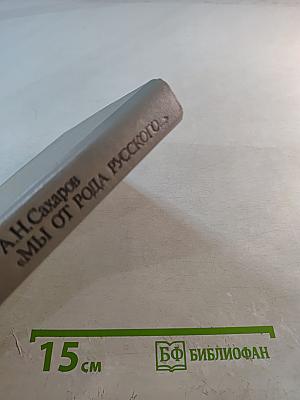 А.Н.Сахаров
«МЫ ОТ РОДА РУССКОГО...»
15 см
БФ БИБЛИОФАН